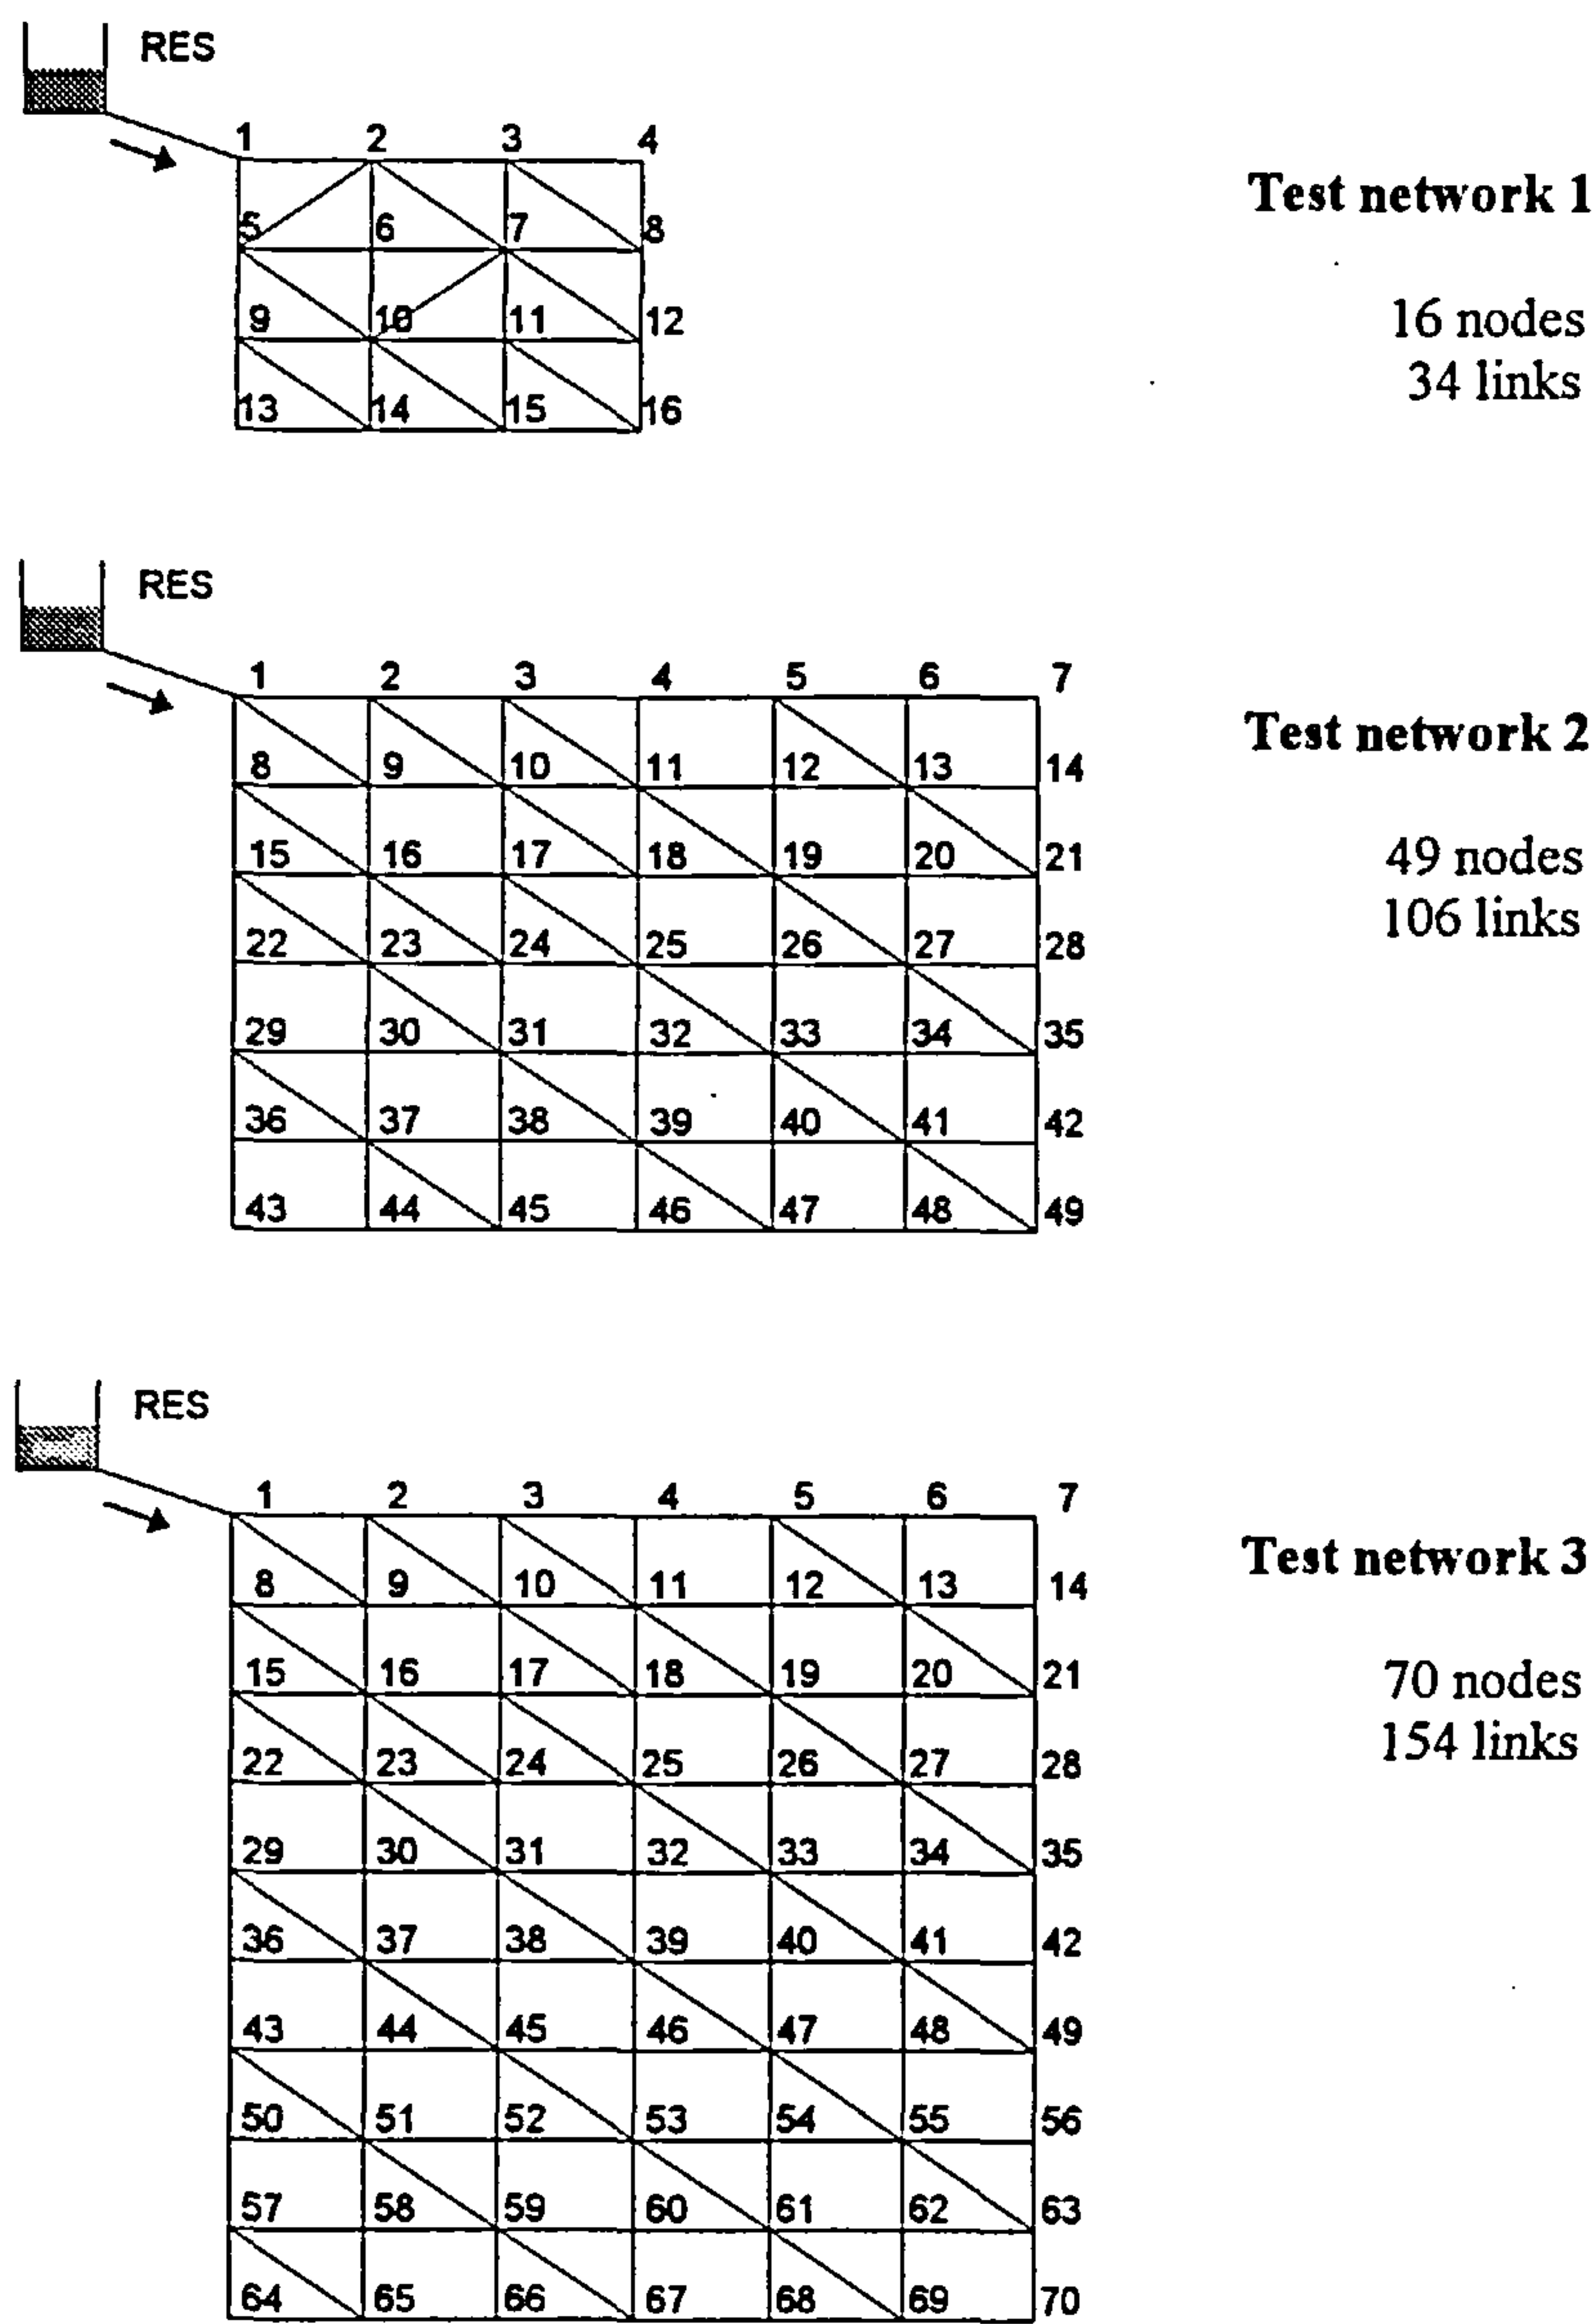 RES
1 2 3 4
5 6 7 8
9 10 11 12
13 14 15 16
Test network 1
16 nodes
34 links
RES
1 2 3 4 5 6 7
8 9 10 11 12 13 14
15 16 17 18 19 20 21
22 23 24 25 26 27 28
29 30 31 32 33 34 35
36 37 38 39 40 41 42
43 44 45 46 47 48 49
Test network 2
49 nodes
106 links
RES
1 2 3 4 5 6 7
8 9 10 11 12 13 14
15 16 17 18 19 20 21
22 23 24 25 26 27 28
29 30 31 32 33 34 35
36 37 38 39 40 41 42
43 44 45 46 47 48 49
50 51 52 53 54 55 56
57 58 59 60 61 62 63
64 65 66 67 68 69 70
Test network 3
70 nodes
154 links